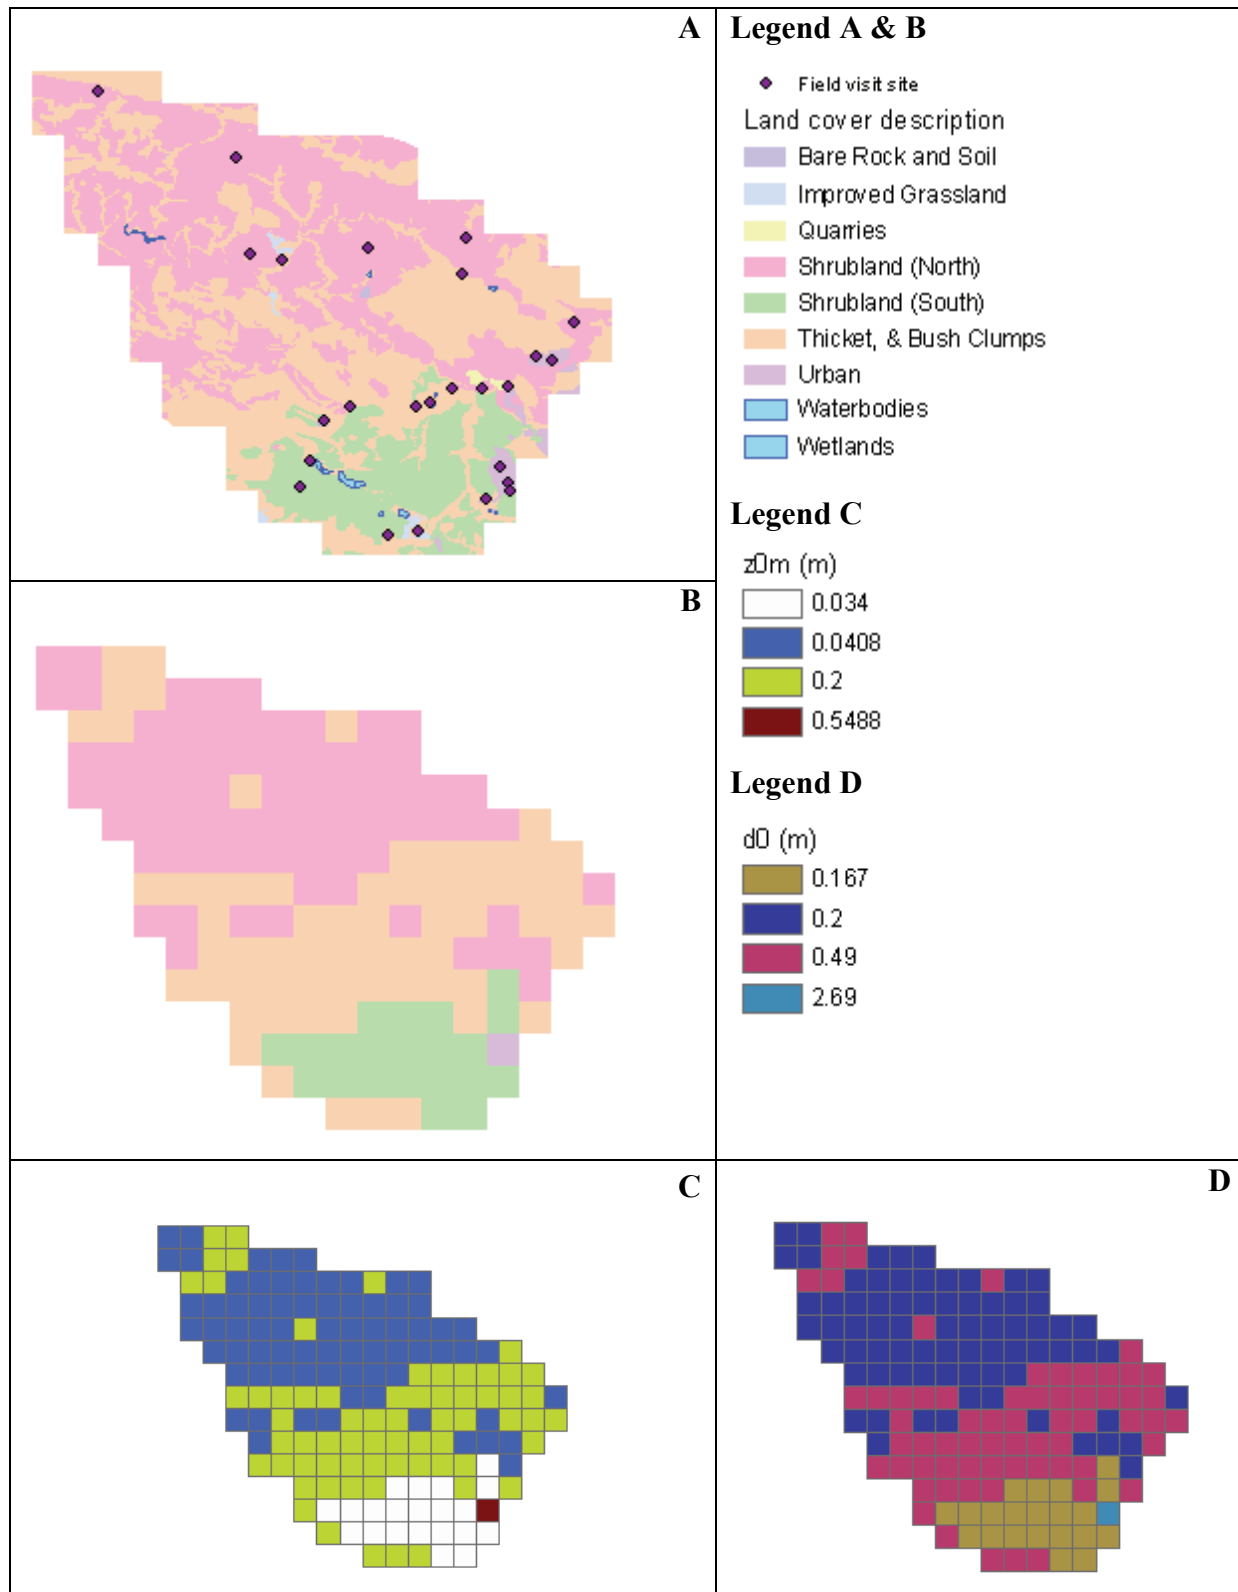 A
Legend A & B
Field visit site
Land cover description
Bare Rock and Soil
Improved Grassland
Quarries
Shrubland (North)
Shrubland (South)
Thicket, & Bush Clumps
Urban
Waterbodies
Wetlands
Legend C
z0m (m)
0.034
0.0408
0.2
0.5488
Legend D
d0 (m)
0.167
0.2
0.49
2.69
B
C
D